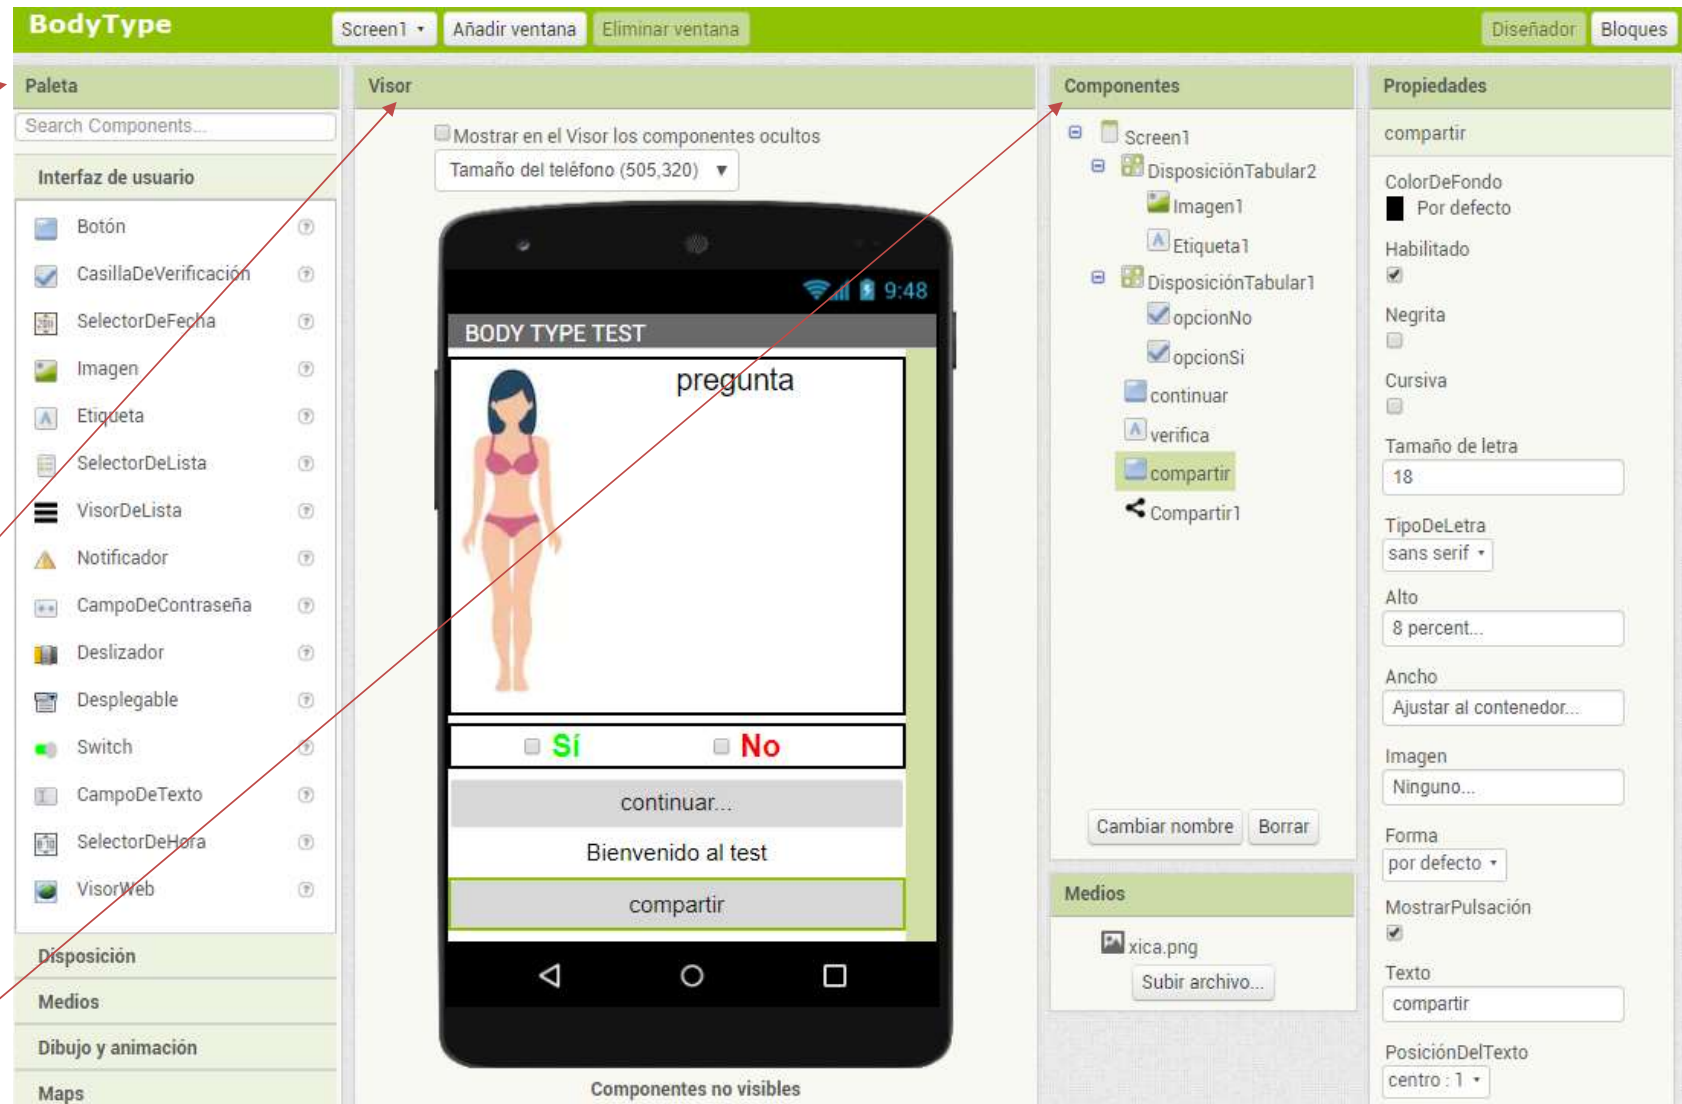 BodyType
Screen1
Añadir ventana
Eliminar ventana
Diseñador
Bloques
Paleta
Search Components...
Interfaz de usuario
Botón
CasillaDeVerificación
SelectorDeFecha
Imagen
Etiqueta
SelectorDeLista
VisorDeLista
Notificador
CampoDeContraseña
Deslizador
Desplegable
Switch
CampoDeTexto
SelectorDeHora
VisorWeb
Disposición
Medios
Dibujo y animación
Maps
Visor
Mostrar en el Visor los componentes ocultos
Tamaño del teléfono (505,320)
9:48
BODY TYPE TEST
pregunta
Sí
No
continuar...
Bienvenido al test
compartir
Componentes no visibles
Componentes
Screen1
DisposiciónTabular2
Imagen1
Etiqueta1
DisposiciónTabular1
opcionNo
opcionSi
continuar
verifica
compartir
Compartir1
Cambiar nombre
Borrar
Medios
xica.png
Subir archivo...
Propiedades
compartir
ColorDeFondo
Por defecto
Habilitado
Negrita
Cursiva
Tamaño de letra
18
TipoDeLetra
sans serif
Alto
8 percent...
Ancho
Ajustar al contenedor...
Imagen
Ninguno...
Forma
por defecto
MostrarPulsación
Texto
compartir
PosiciónDelTexto
centro : 1